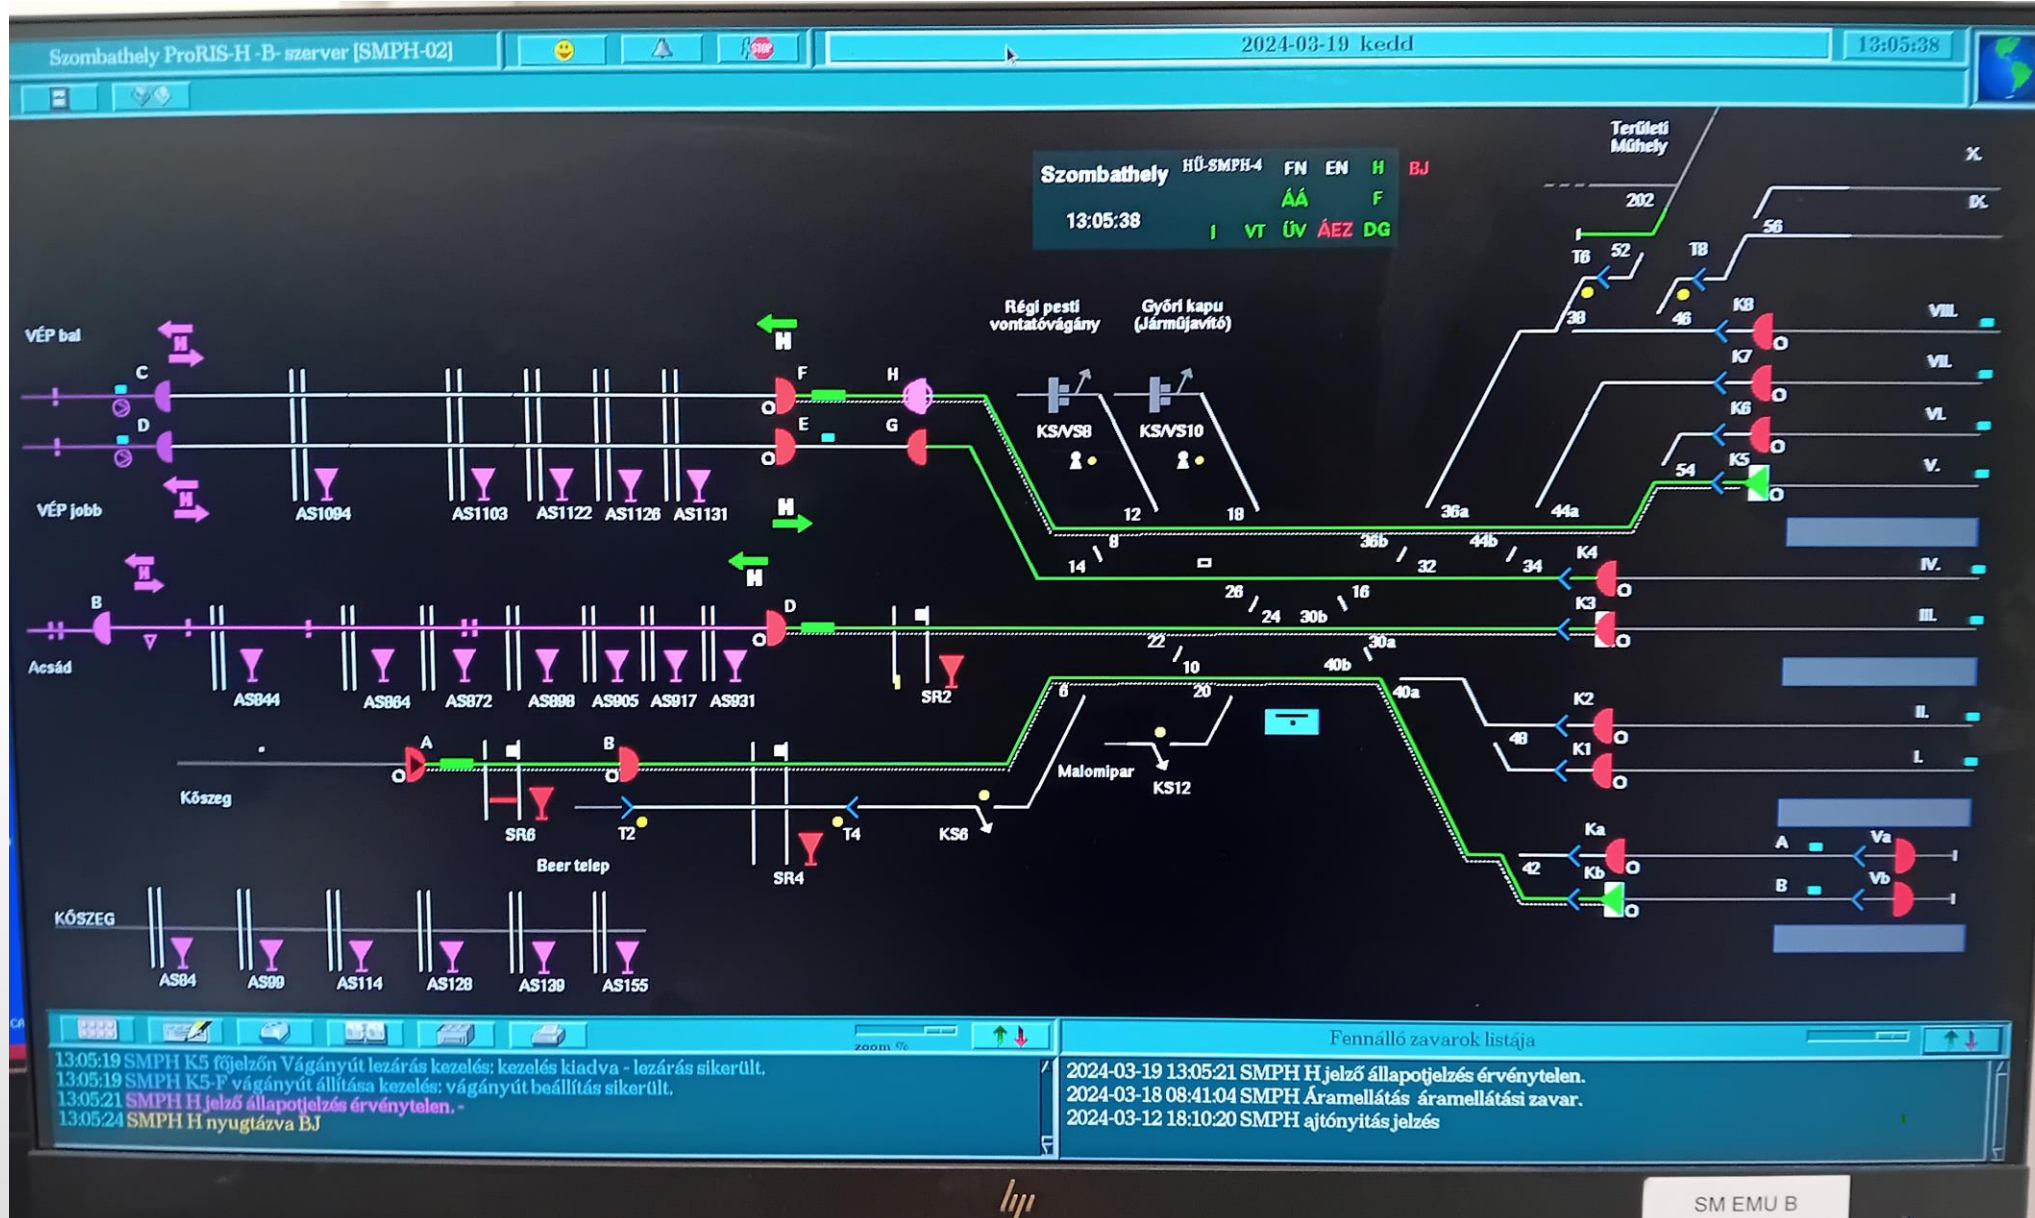 Szombathely ProRIS-H -B- szerver [SMPH-02]
STOP
2024-03-19 kedd
13:05:38
Területi
Műhely
X.
Szombathely HŰ-SMPH-4 FN EN H BJ
ÁÁ F
13:05:38 I VT ÜV ÁEZ DG
202
IX.
56
T6 52 T8
Régi pesti
vontatóvágány
Győri kapu
(Járműjavító)
38 46 K8 VIII.
VÉP bal
H
H
K7 VII.
C F H
K6 VI.
D E G
KS/VS8 KS/VS10
54 K5 V.
H
VÉP jobb
H
AS1094 AS1103 AS1122 AS1126 AS1131
12 18 36a 44a
8 36b 44b
14 32 34 K4 IV.
H
H
26 16
B D K3 III.
24 30b
22 30a
Acsád
10 40b
AS844 AS864 AS872 AS898 AS905 AS917 AS931 SR2
6 20 40a K2 II.
A B
48 K1 I.
Malomipar
KS12
Kőszeg
SR6 T2 T4 KS6
Ka A Va
42 Kb B Vb
Beer telep
SR4
KŐSZEG
AS84 AS99 AS114 AS128 AS139 AS155
zoom %
Fennálló zavarok listája
13:05:19 SMPH K5 főjelzőn Vágányút lezárás kezelés: kezelés kiadva - lezárás sikerült.
13:05:19 SMPH K5-F vágányút állítása kezelés: vágányút beállítás sikerült.
13:05:21 SMPH H jelző állapotjelzés érvénytelen. -
13:05:24 SMPH H nyugtázva BJ
2024-03-19 13:05:21 SMPH H jelző állapotjelzés érvénytelen.
2024-03-18 08:41:04 SMPH Áramellátás áramellátási zavar.
2024-03-12 18:10:20 SMPH ajtónyitás jelzés
hp
SM EMU B